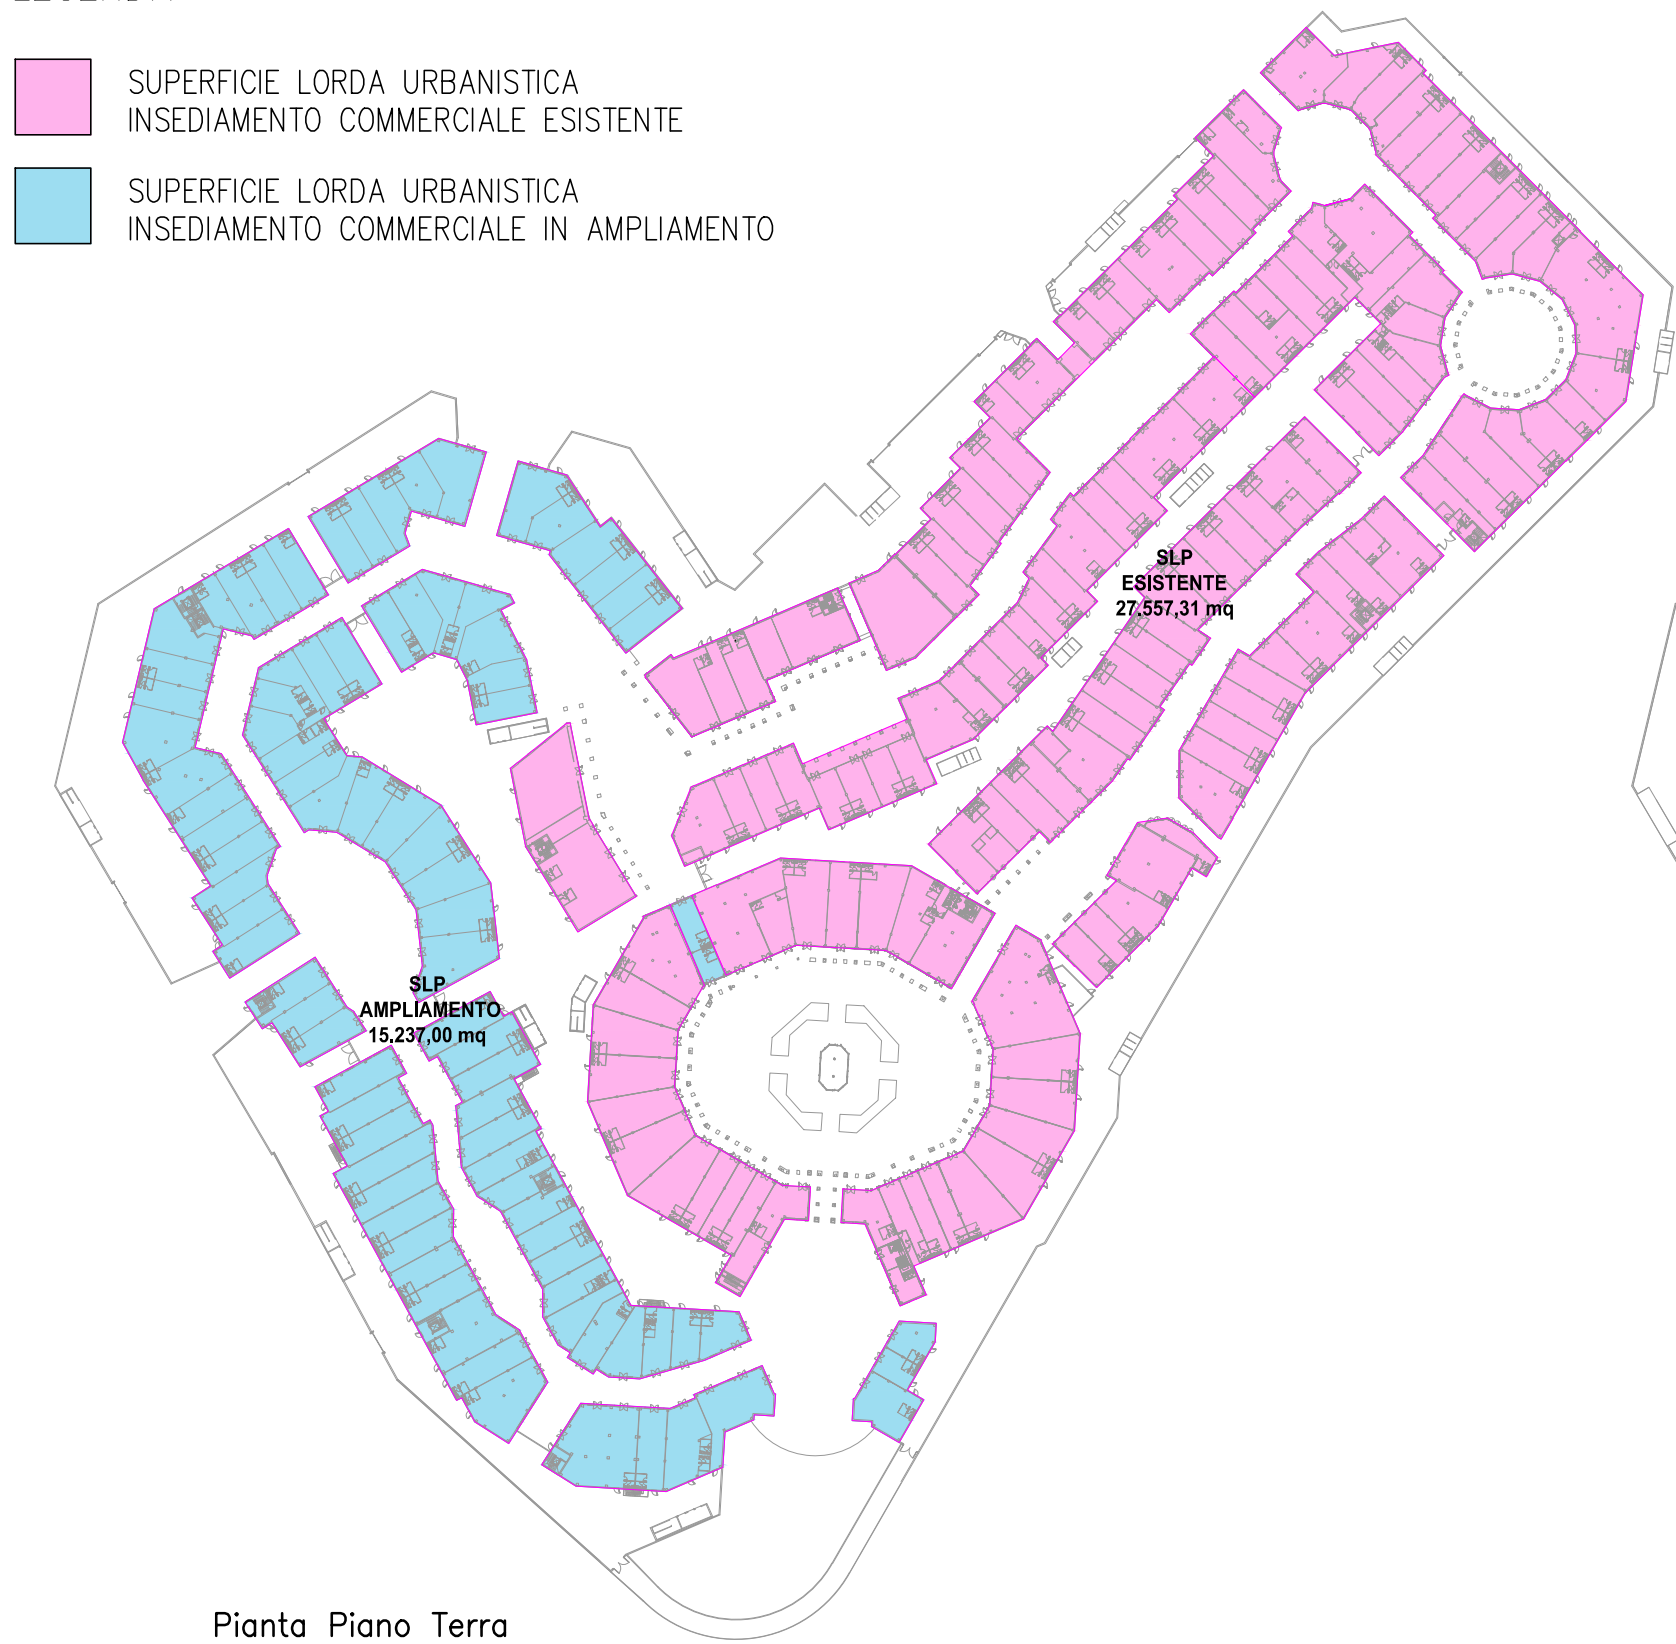 SUPERFICIE LORDA URBANISTICA
INSEDIAMENTO COMMERCIALE ESISTENTE
SUPERFICIE LORDA URBANISTICA
INSEDIAMENTO COMMERCIALE IN AMPLIAMENTO
SLP
ESISTENTE
27.557,31 mq
SLP
AMPLIAMENTO
15.237,00 mq
Pianta Piano Terra